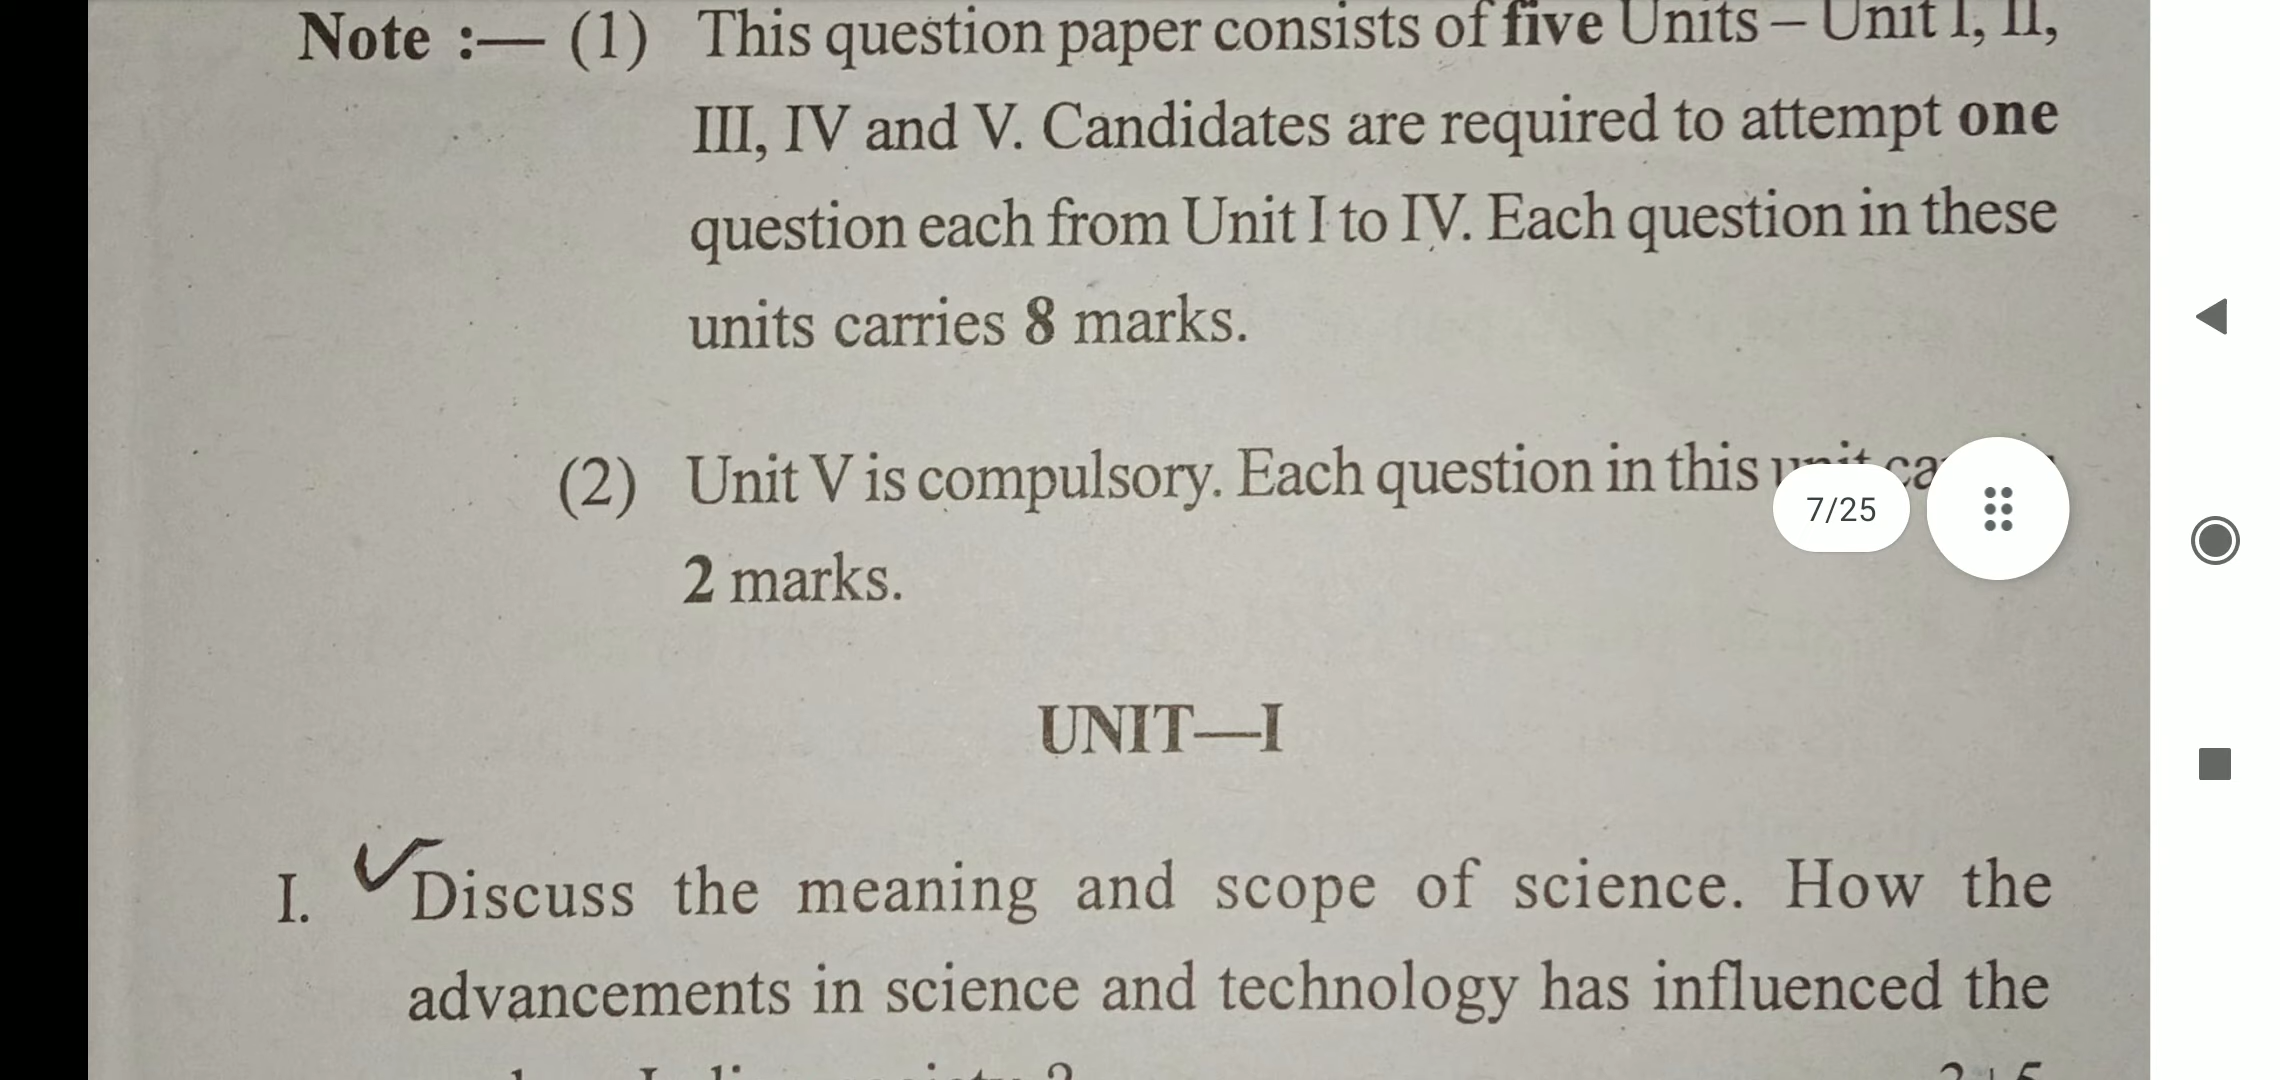 Note :— (1) This question paper consists of five Units – Unit I, II,
III, IV and V. Candidates are required to attempt one
question each from Unit I to IV. Each question in these
units carries 8 marks.
(2) Unit V is compulsory. Each question in this unit
7/25
2 marks.
UNIT—I
I. Discuss the meaning and scope of science. How the
advancements in science and technology has influenced the